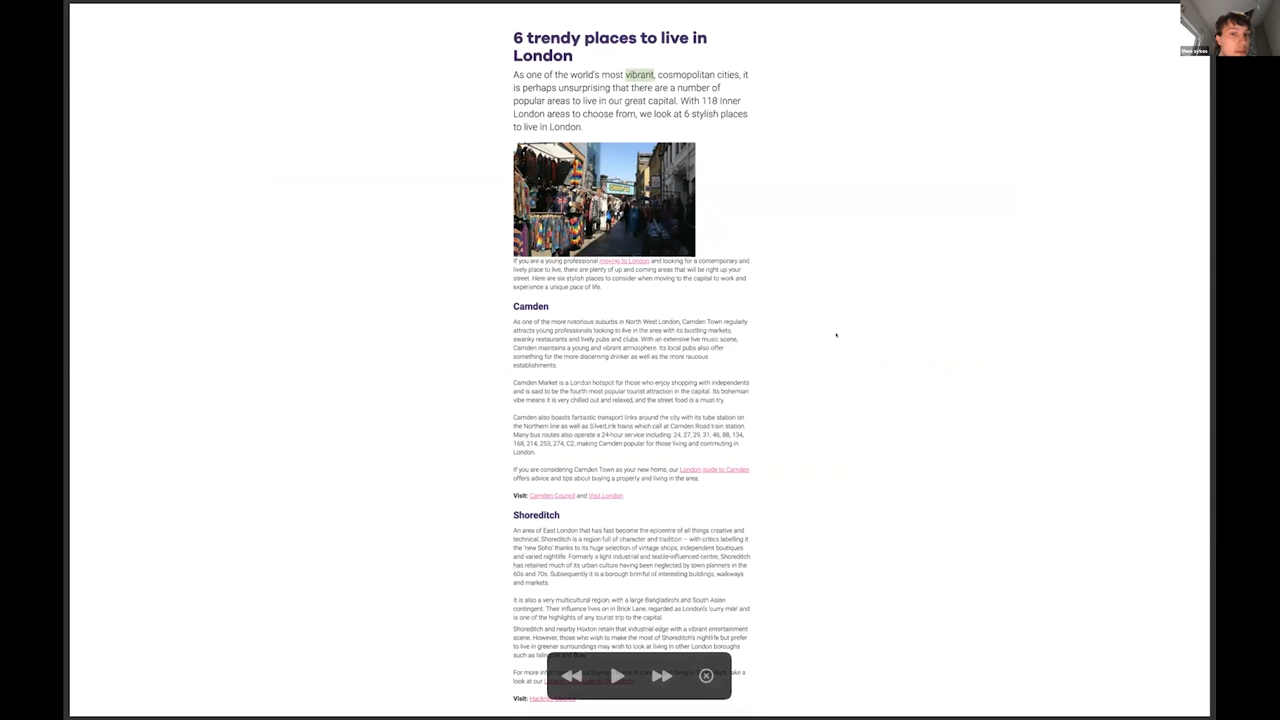 theo sykes
6 trendy places to live in
London
As one of the world's most vibrant, cosmopolitan cities, it
is perhaps unsurprising that there are a number of
popular areas to live in our great capital. With 118 Inner
London areas to choose from, we look at 6 stylish places
to live in London.
If you are a young professional moving to London and looking for a contemporary and
lively place to live, there are plenty of up and coming areas that will be right up your
street. Here are six stylish places to consider when moving to the capital to work and
experience a unique pace of life.
Camden
As one of the more notorious suburbs in North West London, Camden Town regularly
attracts young professionals looking to live in the area with its bustling markets,
swanky restaurants and lively pubs and clubs. With an extensive live music scene,
Camden maintains a young and vibrant atmosphere. Its local pubs also offer
something for the more discerning drinker as well as the more raucous
establishments.
Camden Market is a London hotspot for those who enjoy shopping with independents
and is said to be the fourth most popular tourist attraction in the capital. Its bohemian
vibe means it is very chilled out and relaxed, and the street food is a must-try.
Camden also boasts fantastic transport links around the city with its tube station on
the Northern line as well as SilverLink trains which call at Camden Road train station.
Many bus routes also operate a 24-hour service including: 24, 27, 29, 31, 46, 88, 134,
168, 214, 253, 274, C2, making Camden popular for those living and commuting in
London.
If you are considering Camden Town as your new home, our London guide to Camden
offers advice and tips about buying a property and living in the area.
Visit: Camden Council and Visit London
Shoreditch
An area of East London that has fast become the epicentre of all things creative and
technical, Shoreditch is a region full of character and tradition – with critics labelling it
the 'new Soho' thanks to its huge selection of vintage shops, independent boutiques
and varied nightlife. Formerly a light industrial and textile-influenced centre, Shoreditch
has retained much of its urban culture having been neglected by town planners in the
60s and 70s. Subsequently it is a borough brimful of interesting buildings, walkways
and markets.
It is also a very multicultural region, with a large Bangladeshi and South Asian
contingent. Their influence lives on in Brick Lane, regarded as London's 'curry mile' and
is one of the highlights of any tourist trip to the capital.
Shoreditch and nearby Hoxton retain that industrial edge with a vibrant entertainment
scene. However, those who wish to make the most of Shoreditch's nightlife but prefer
to live in greener surroundings may wish to look at living in other London boroughs
such as
For more take a
look at our
Visit: Hackney